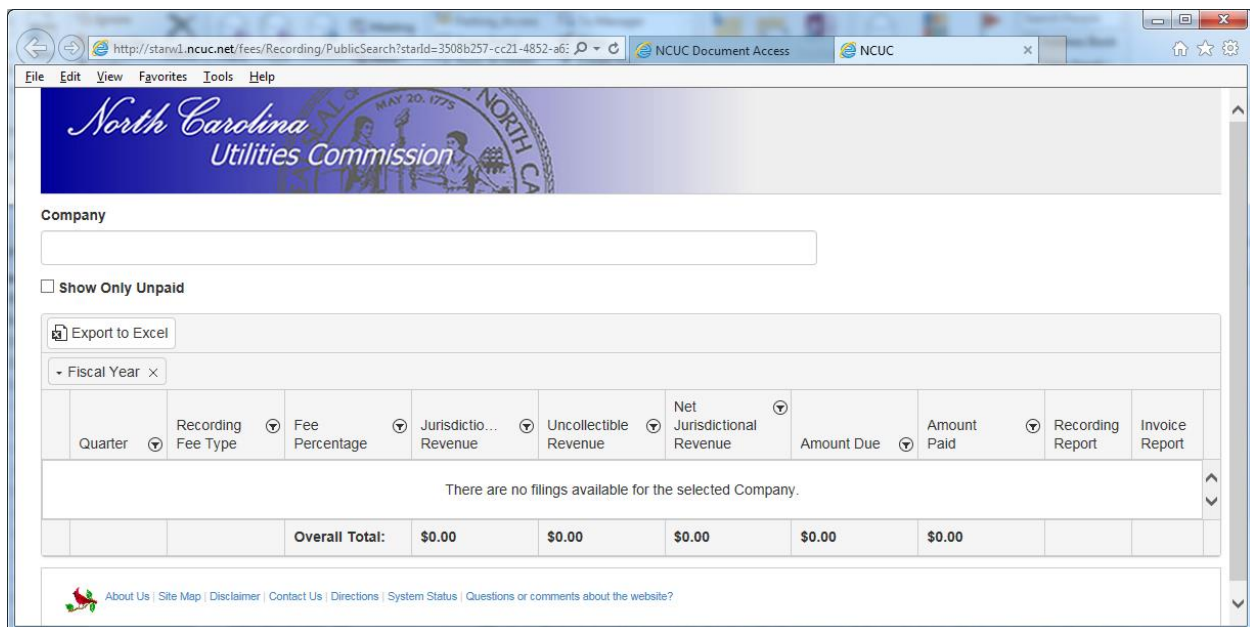 http://starw1.ncuc.net/fees/Recording/PublicSearch?starId=3508b257-cc21-4852-a63
NCUC Document Access
NCUC
File Edit View Favorites Tools Help
MAY 20. 1775
North Carolina
Utilities Commission
Company
Show Only Unpaid
Export to Excel
Fiscal Year
Quarter
Recording Fee Type
Fee Percentage
Jurisdictio... Revenue
Uncollectible Revenue
Net Jurisdictional Revenue
Amount Due
Amount Paid
Recording Report
Invoice Report
There are no filings available for the selected Company.
Overall Total: $0.00 $0.00 $0.00 $0.00 $0.00
About Us | Site Map | Disclaimer | Contact Us | Directions | System Status | Questions or comments about the website?